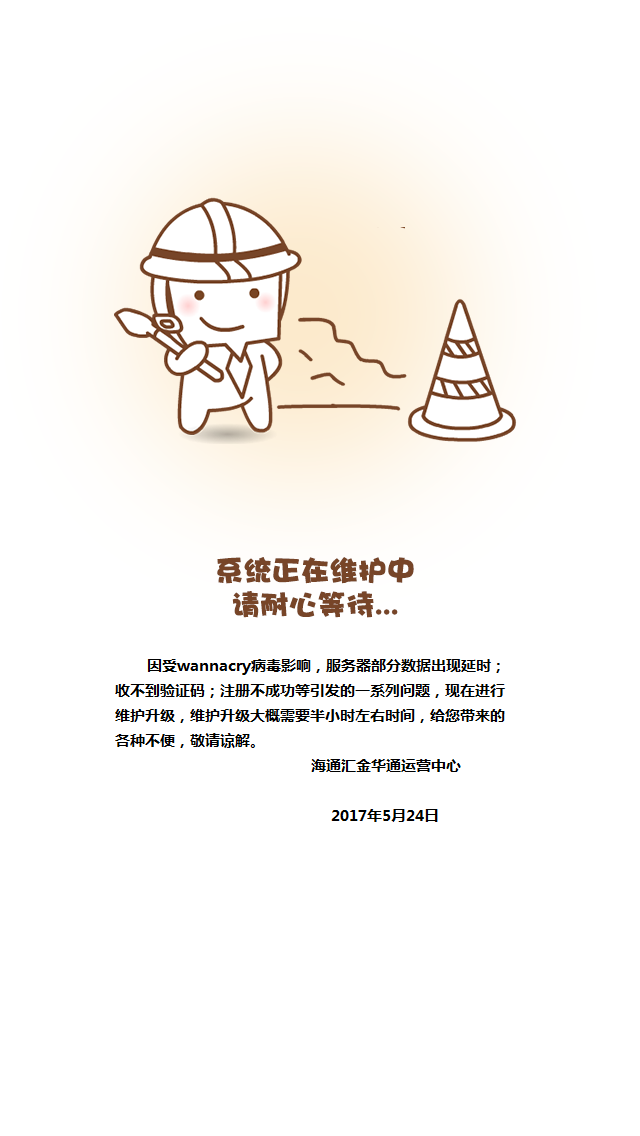 系统正在维护中
请耐心等待...
因受wannacry病毒影响，服务器部分数据出现延时；
收不到验证码；注册不成功等引发的一系列问题，现在进行
维护升级，维护升级大概需要半小时左右时间，给您带来的
各种不便，敬请谅解。
海通汇金华通运营中心
2017年5月24日